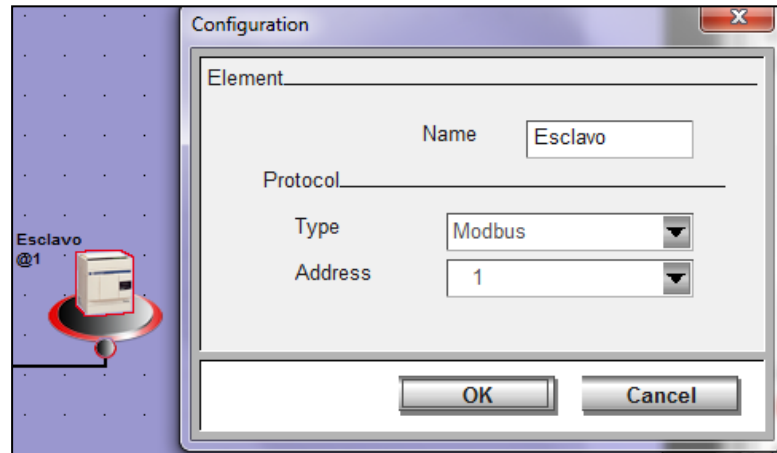 Configuration
Element
Name Esclavo
Protocol
Type Modbus
Address 1
OK Cancel
Esclavo
@1